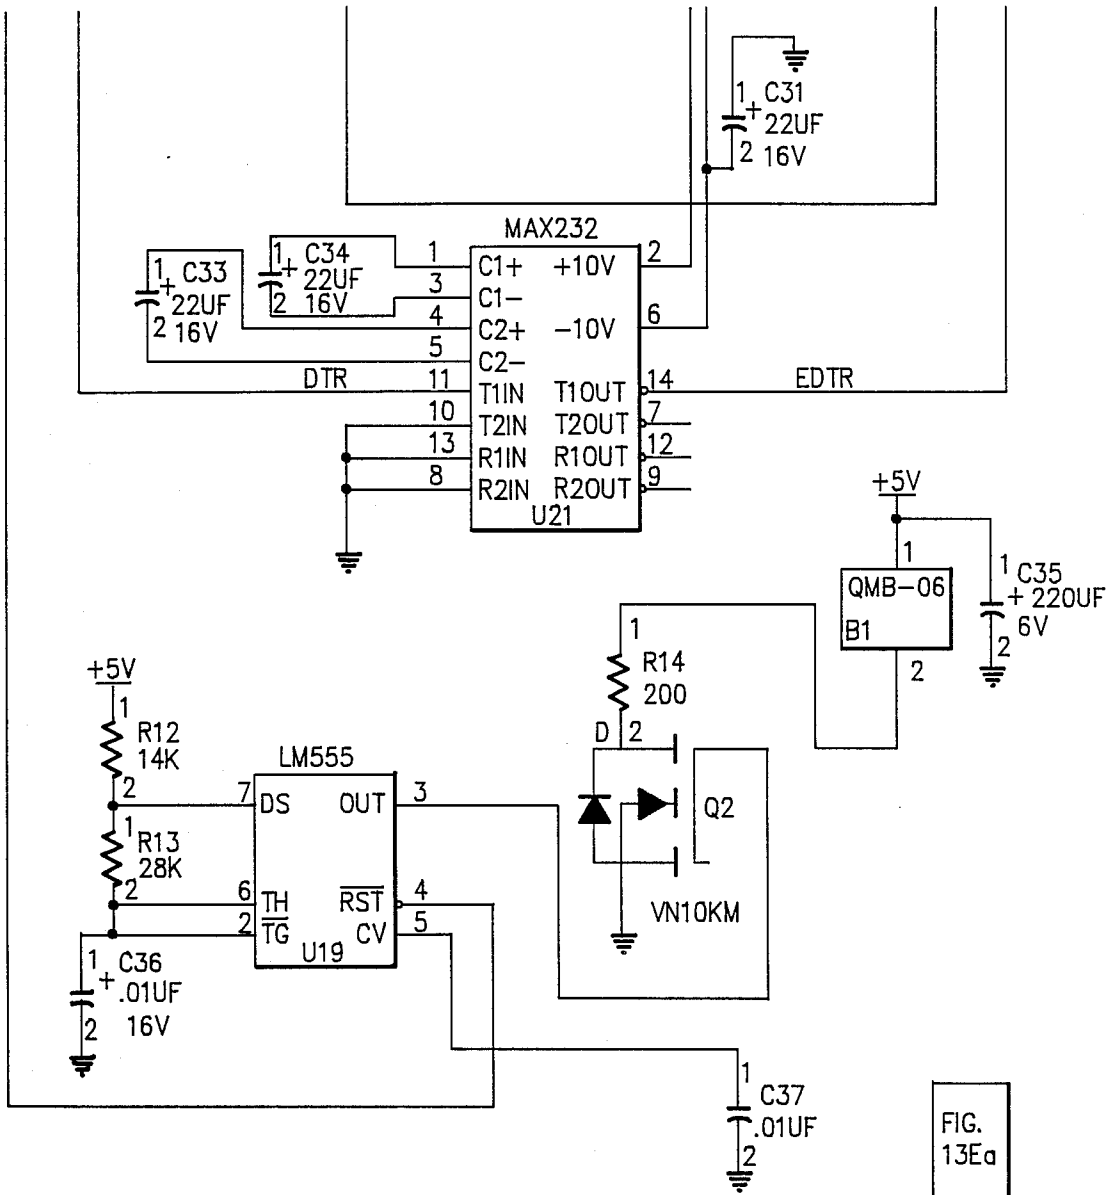 1 C31
+ 22UF
2 16V
MAX232
1 C33
+ 22UF
2 16V
1 C34
+ 22UF
2 16V
1 C1+ +10V 2
3 C1-
4 C2+ -10V 6
5 C2-
DTR 11 T1IN T1OUT 14 EDTR
10 T2IN T2OUT 7
13 R1IN R1OUT 12
8 R2IN R2OUT 9
U21
+5V
1
QMB-06
B1
2
1 C35
+ 220UF
6V
2
1
R14
200
D 2
Q2
VN10KM
+5V
1
R12
14K
2
1
R13
28K
2
LM555
7 DS OUT 3
6 TH RST 4
2 TG CV 5
U19
1 C36
+ .01UF
2 16V
1
C37
.01UF
2
FIG.
13Ea